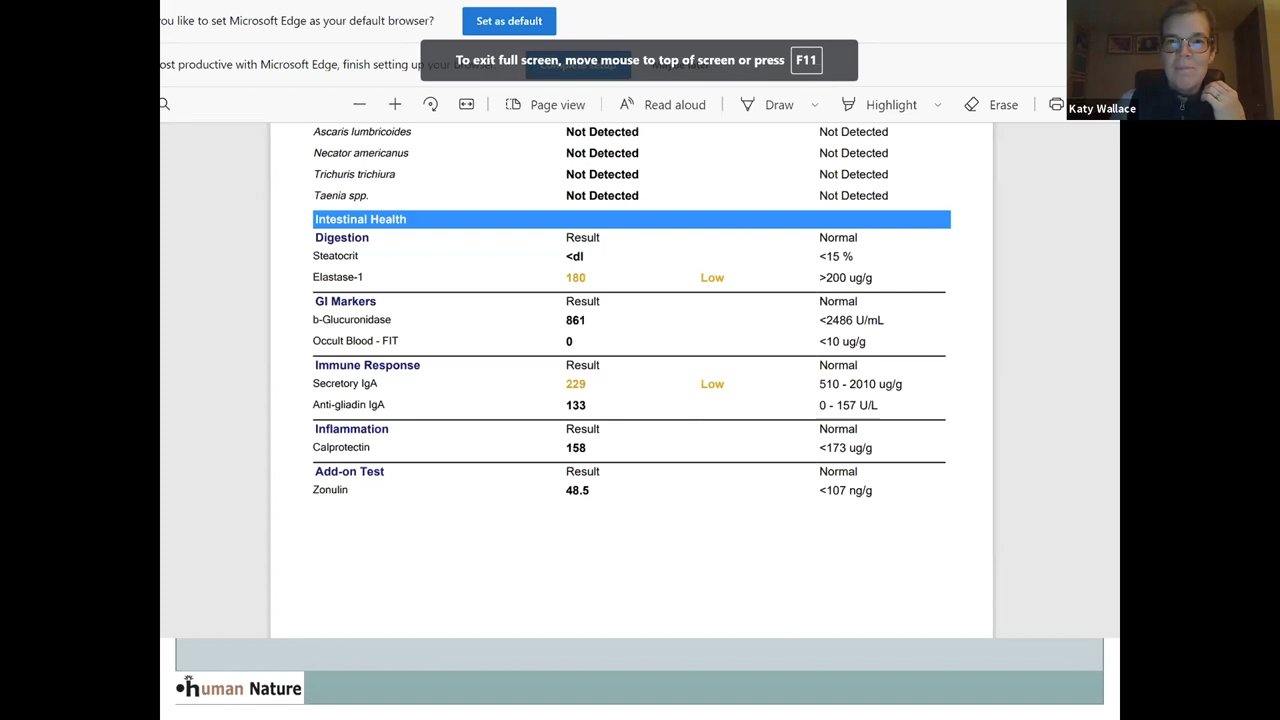 ou like to set Microsoft Edge as your default browser? Set as default
ost productive with Microsoft Edge, finish setting up your browser.
To exit full screen, move mouse to top of screen or press F11
Page view Read aloud Draw Highlight Erase
Katy Wallace
Ascaris lumbricoides Not Detected Not Detected
Necator americanus Not Detected Not Detected
Trichuris trichiura Not Detected Not Detected
Taenia spp. Not Detected Not Detected
Intestinal Health
Digestion Result Normal
Steatocrit <dl <15 %
Elastase-1 180 Low >200 ug/g
GI Markers Result Normal
b-Glucuronidase 861 <2486 U/mL
Occult Blood - FIT 0 <10 ug/g
Immune Response Result Normal
Secretory IgA 229 Low 510 - 2010 ug/g
Anti-gliadin IgA 133 0 - 157 U/L
Inflammation Result Normal
Calprotectin 158 <173 ug/g
Add-on Test Result Normal
Zonulin 48.5 <107 ng/g
human Nature